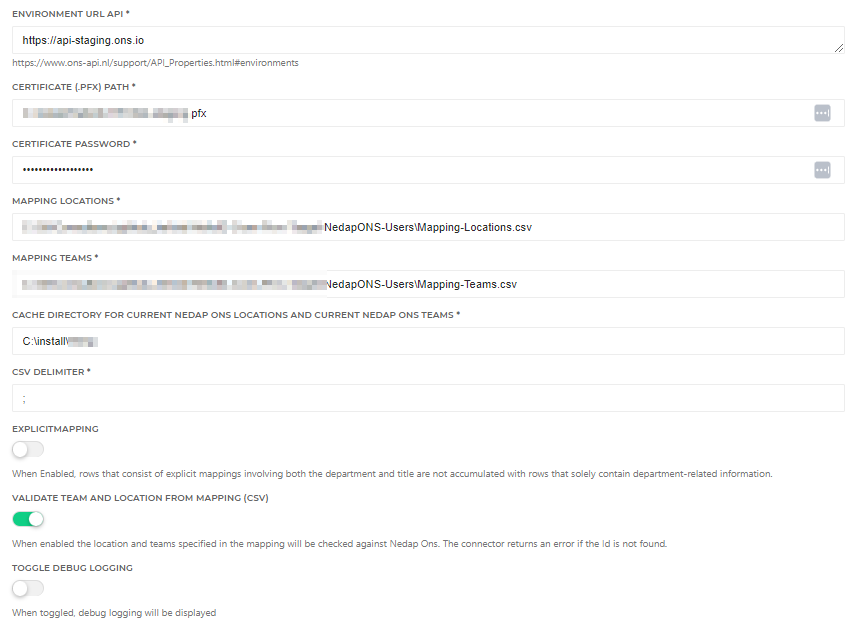 ENVIRONMENT URL API *
https://api-staging.ons.io
https://www.ons-api.nl/support/API_Properties.html#environments
CERTIFICATE (.PFX) PATH *
pfx
CERTIFICATE PASSWORD *
••••••••••••••••••
MAPPING LOCATIONS *
NedapONS-Users\Mapping-Locations.csv
MAPPING TEAMS *
NedapONS-Users\Mapping-Teams.csv
CACHE DIRECTORY FOR CURRENT NEDAP ONS LOCATIONS AND CURRENT NEDAP ONS TEAMS *
C:\install\
CSV DELIMITER *
;
EXPLICITMAPPING
When Enabled, rows that consist of explicit mappings involving both the department and title are not accumulated with rows that solely contain department-related information.
VALIDATE TEAM AND LOCATION FROM MAPPING (CSV)
When enabled the location and teams specified in the mapping will be checked against Nedap Ons. The connector returns an error if the Id is not found.
TOGGLE DEBUG LOGGING
When toggled, debug logging will be displayed